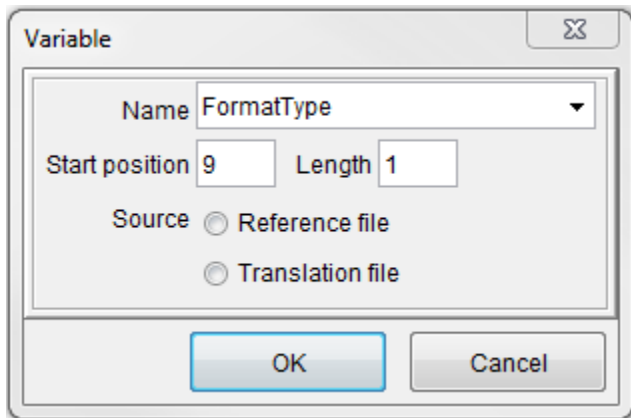 Variable
Name FormatType
Start position 9 Length 1
Source Reference file
Translation file
OK Cancel